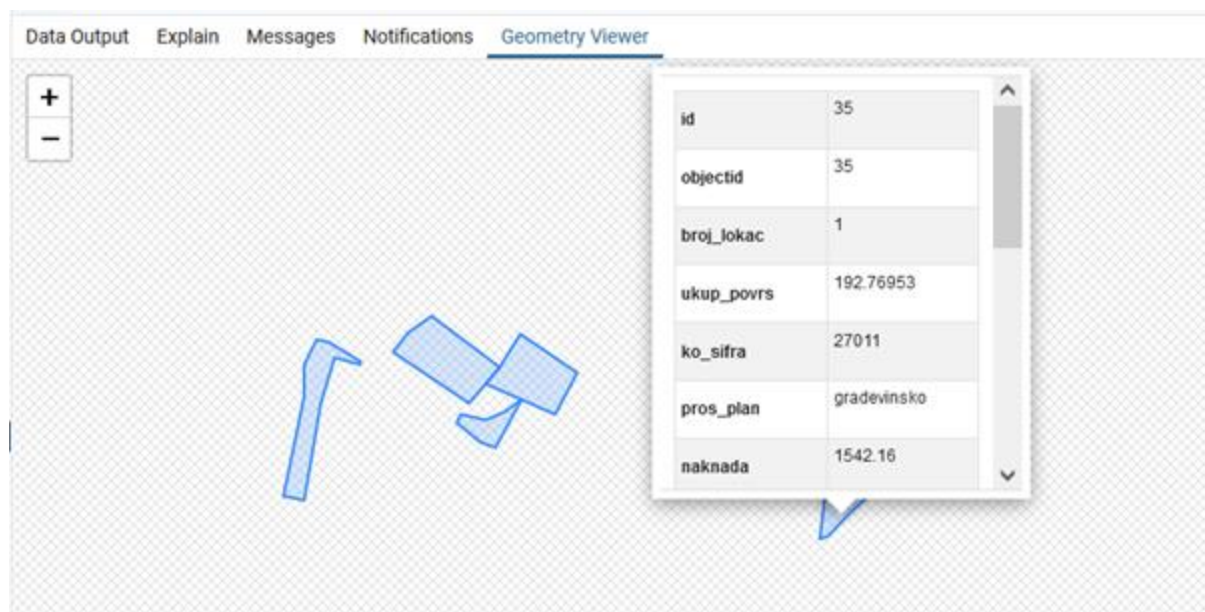 Data Output Explain Messages Notifications Geometry Viewer
+
−
id 35
objectid 35
broj_lokac 1
ukup_povrs 192.76953
ko_sifra 27011
pros_plan gradevinsko
naknada 1542.16